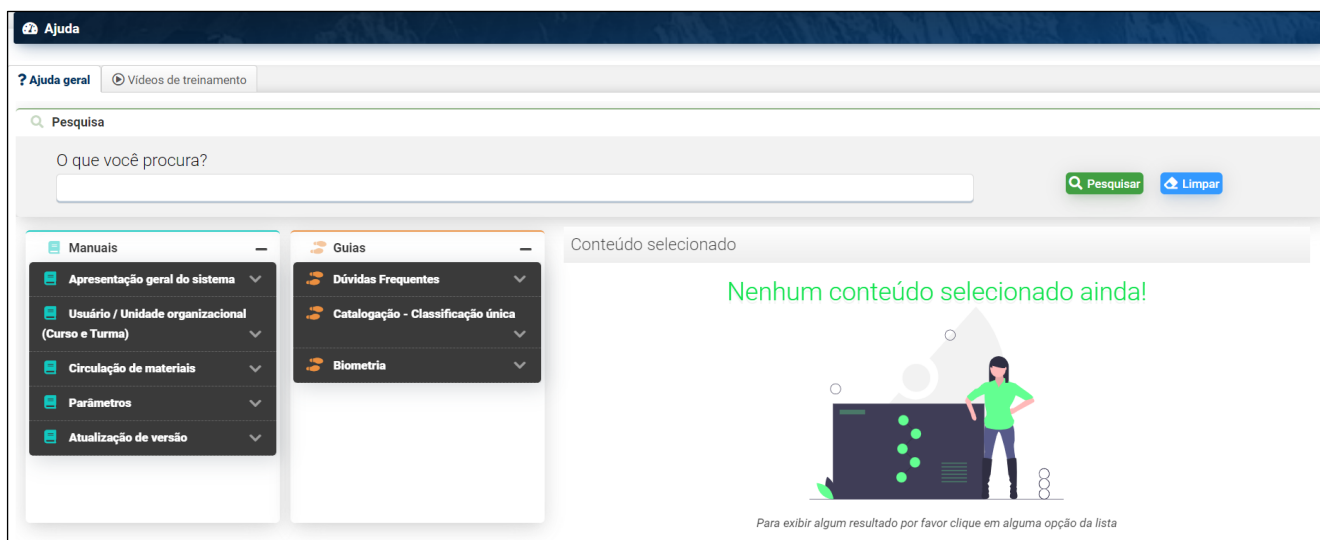 Ajuda
Ajuda geral
Vídeos de treinamento
Pesquisa
O que você procura?
Pesquisar
Limpar
Manuais
Apresentação geral do sistema
Usuário / Unidade organizacional
(Curso e Turma)
Circulação de materiais
Parâmetros
Atualização de versão
Guias
Dúvidas Frequentes
Catalogação - Classificação única
Biometria
Conteúdo selecionado
Nenhum conteúdo selecionado ainda!
Para exibir algum resultado por favor clique em alguma opção da lista